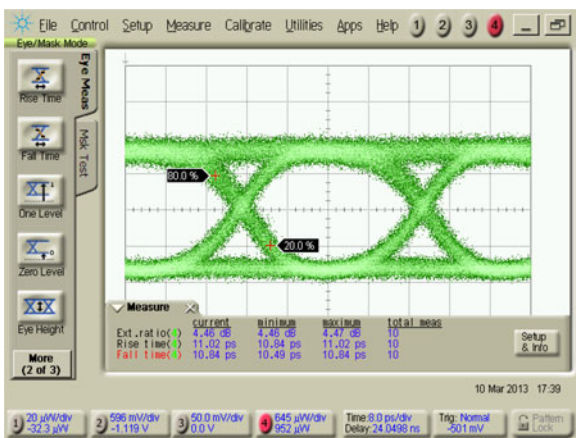 File Control Setup Measure Calibrate Utilities Apps Help 1 2 3 4
Eye/Mask Mode
Eye Meas
Mask Test
Rise Time
Fall Time
One Level
Zero Level
Eye Height
More
(2 of 3)
80.0 %
20.0 %
Measure
current minimum maximum total meas
Ext.ratio(4) 4.46 dB 4.46 dB 4.47 dB 10
Rise time(4) 11.02 ps 10.84 ps 11.02 ps 10
Fall time(4) 10.84 ps 10.49 ps 10.84 ps 10
Setup
& Info
10 Mar 2013 17:39
1 20 µW/div
-32.3 µW
2 596 mV/div
-1.119 V
3 50.0 mV/div
0.0 V
4 645 µW/div
952 µW
Time:8.0 ps/div
Delay:24.0498 ns
Trig: Normal
-501 mV
Pattern
Lock